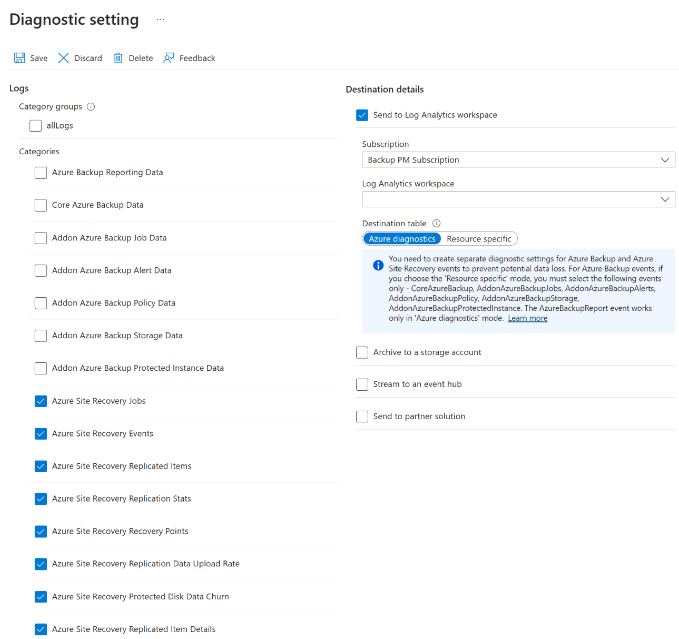 Diagnostic setting ...
Save Discard Delete Feedback
Logs
Category groups
allLogs
Categories
Azure Backup Reporting Data
Core Azure Backup Data
Addon Azure Backup Job Data
Addon Azure Backup Alert Data
Addon Azure Backup Policy Data
Addon Azure Backup Storage Data
Addon Azure Backup Protected Instance Data
Azure Site Recovery Jobs
Azure Site Recovery Events
Azure Site Recovery Replicated Items
Azure Site Recovery Replication Stats
Azure Site Recovery Recovery Points
Azure Site Recovery Replication Data Upload Rate
Azure Site Recovery Protected Disk Data Churn
Azure Site Recovery Replicated Item Details
Destination details
Send to Log Analytics workspace
Subscription
Backup PM Subscription
Log Analytics workspace
Destination table
Azure diagnostics Resource specific
You need to create separate diagnostic settings for Azure Backup and Azure
Site Recovery events to prevent potential data loss. For Azure Backup events, if
you choose the 'Resource specific' mode, you must select the following events
only - CoreAzureBackup, AddonAzureBackupJobs, AddonAzureBackupAlerts,
AddonAzureBackupPolicy, AddonAzureBackupStorage,
AddonAzureBackupProtectedInstance. The AzureBackupReport event works
only in 'Azure diagnostics' mode. Learn more
Archive to a storage account
Stream to an event hub
Send to partner solution